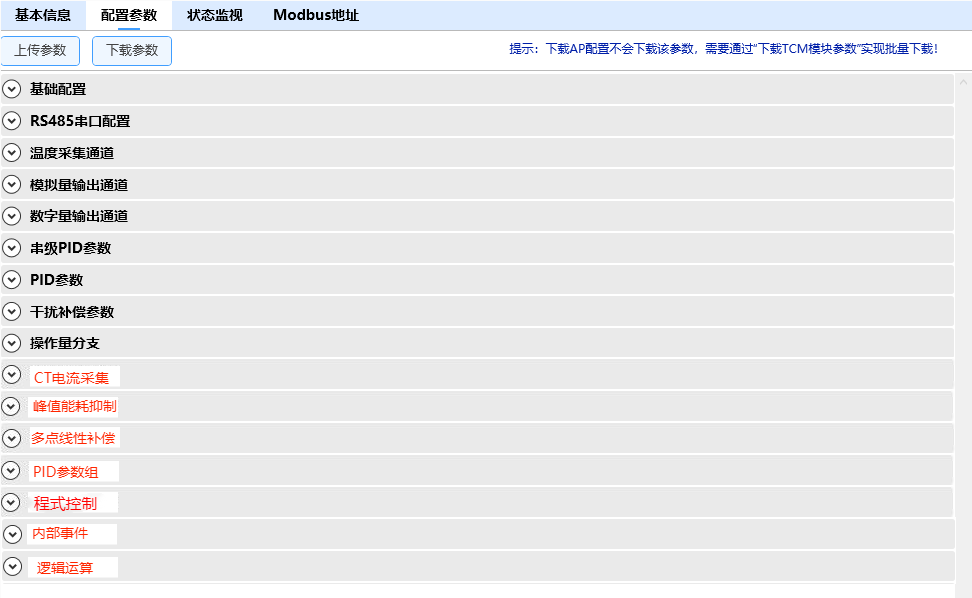 基本信息 配置参数 状态监视 Modbus地址
上传参数 下载参数 提示：下载AP配置不会下载该参数，需要通过“下载TCM模块参数”实现批量下载！
基础配置
RS485串口配置
温度采集通道
模拟量输出通道
数字量输出通道
串级PID参数
PID参数
干扰补偿参数
操作量分支
CT电流采集
峰值能耗抑制
多点线性补偿
PID参数组
程式控制
内部事件
逻辑运算